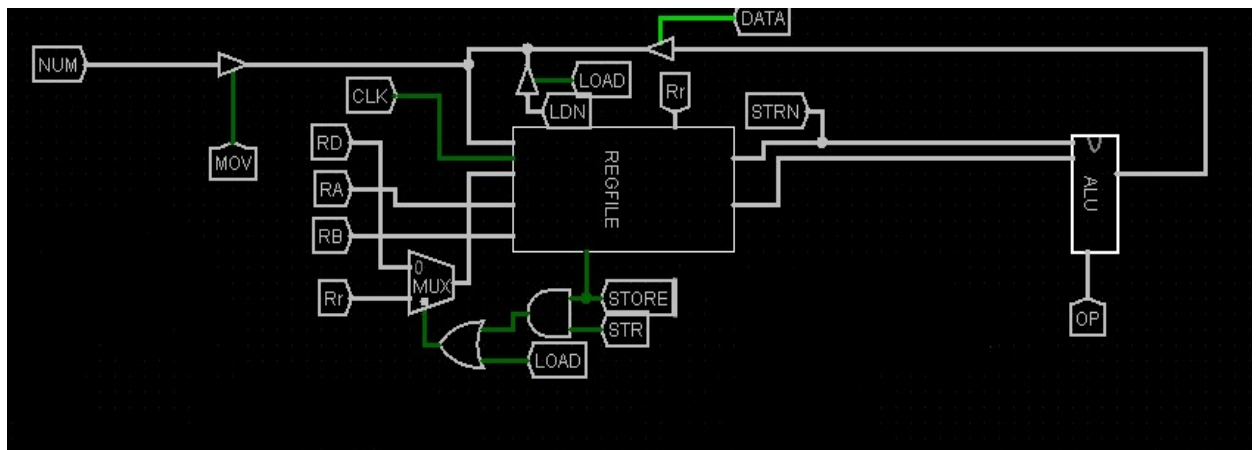 DATA
NUM
LOAD
CLK
Rr
LDN
STRN
RD
MOV
REGFILE
RA
ALU
RB
0
MUX
Rr
STORE
STR
OP
LOAD